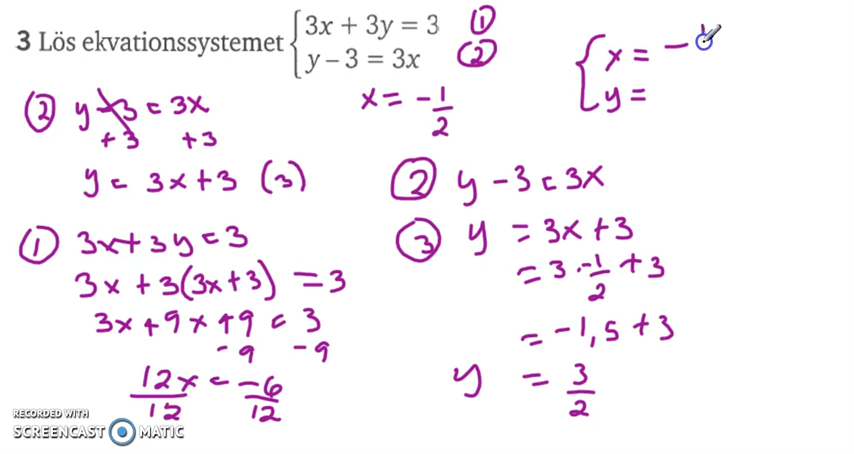 3 Lös ekvationssystemet { 3x + 3y = 3 ①
y – 3 = 3x ②
{ x = –
y =
② y – 3 = 3x
+3 +3
y = 3x + 3 (3)
x = -1/2
① 3x + 3y = 3
3x + 3(3x + 3) = 3
3x + 9x + 9 = 3
-9 -9
12x = -6
12 12
② y – 3 = 3x
③ y = 3x + 3
= 3 · -1/2 + 3
= -1,5 + 3
y = 3/2
RECORDED WITH
SCREENCAST MATIC